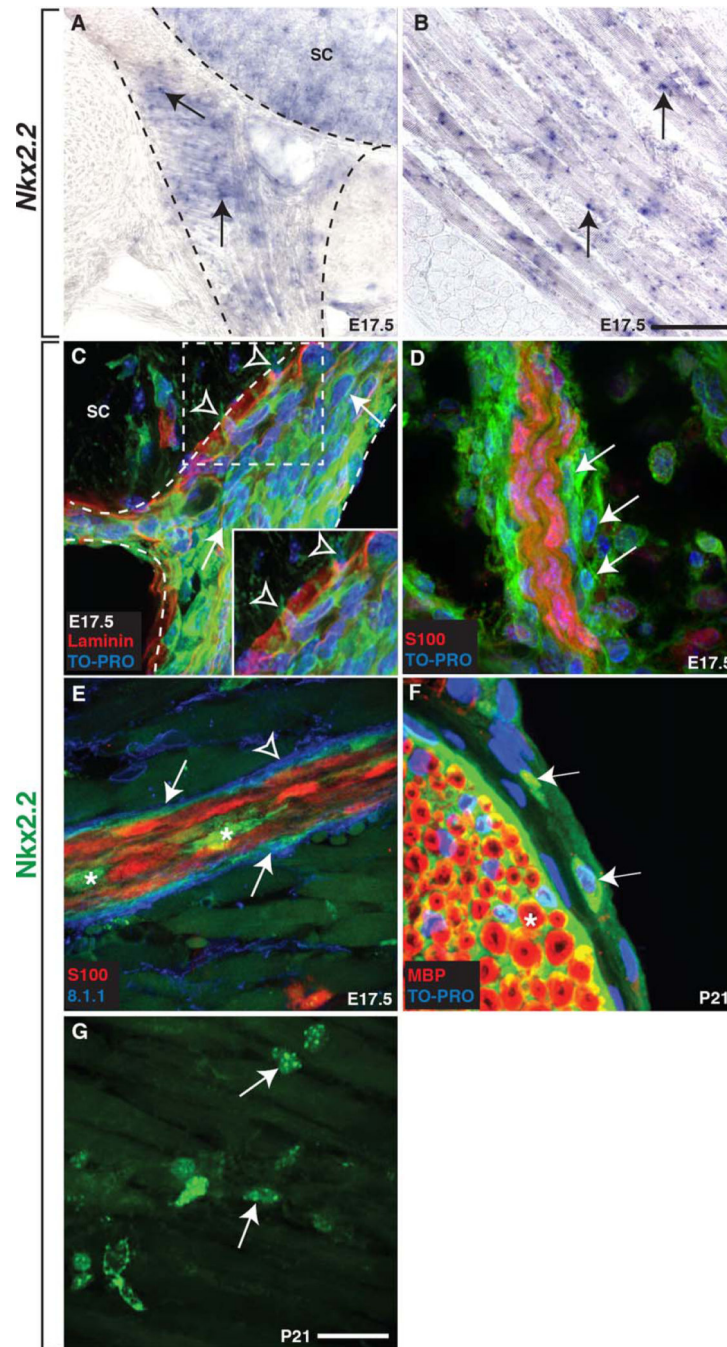 Nkx2.2
A
SC
E17.5
B
E17.5
Nkx2.2
C
SC
E17.5
Laminin
TO-PRO
D
S100
TO-PRO
E17.5
E
*
*
S100
8.1.1
E17.5
F
*
MBP
TO-PRO
P21
G
P21